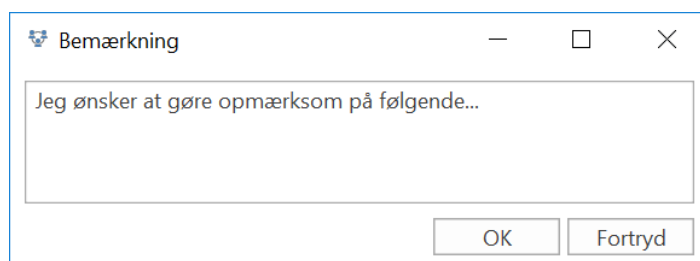 Bemærkning
Jeg ønsker at gøre opmærksom på følgende...
OK Fortryd